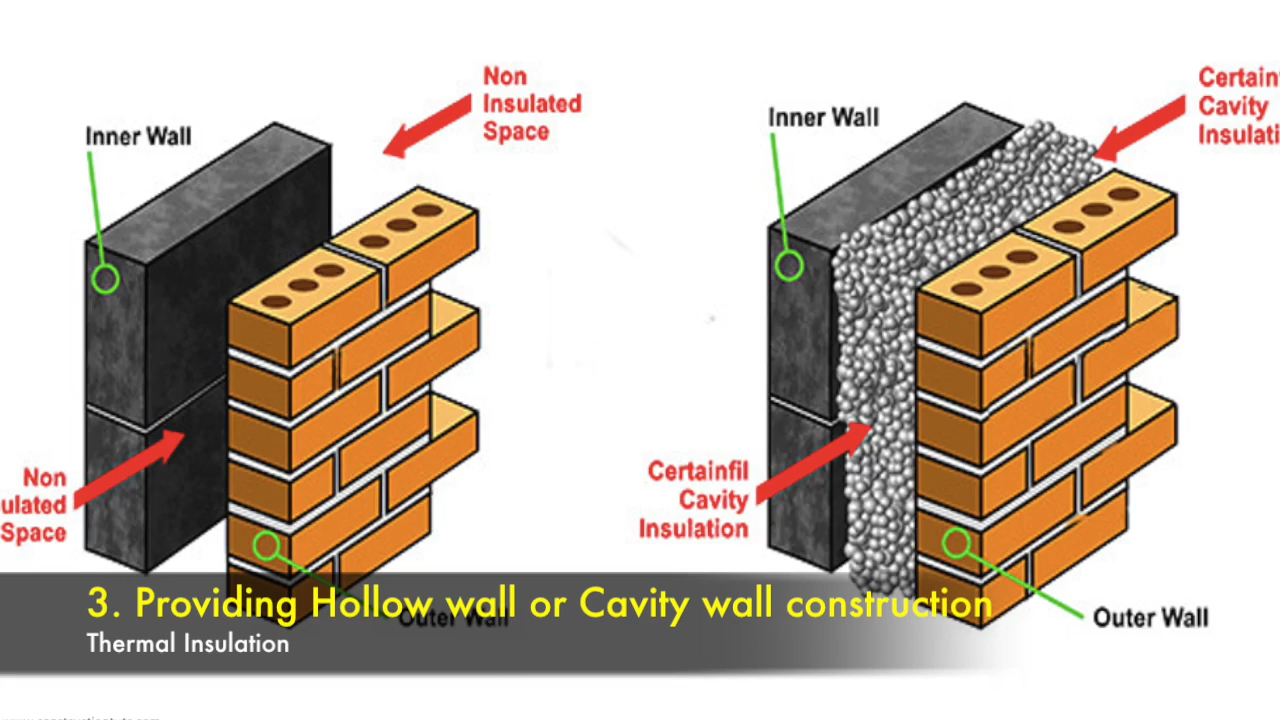 Non
Insulated
Space
Inner Wall
Non
ulated
Space
Outer Wall
Inner Wall
Certain
Cavity
Insulati
Certainfil
Cavity
Insulation
Outer Wall
3. Providing Hollow wall or Cavity wall construction
Thermal Insulation